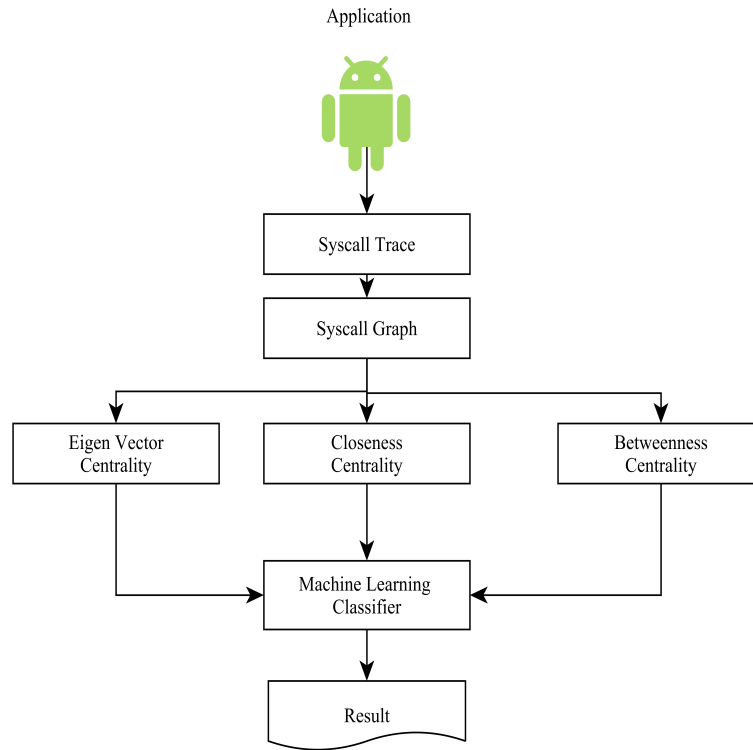 Application
Syscall Trace
Syscall Graph
Eigen Vector
Centrality
Closeness
Centrality
Betweenness
Centrality
Machine Learning
Classifier
Result